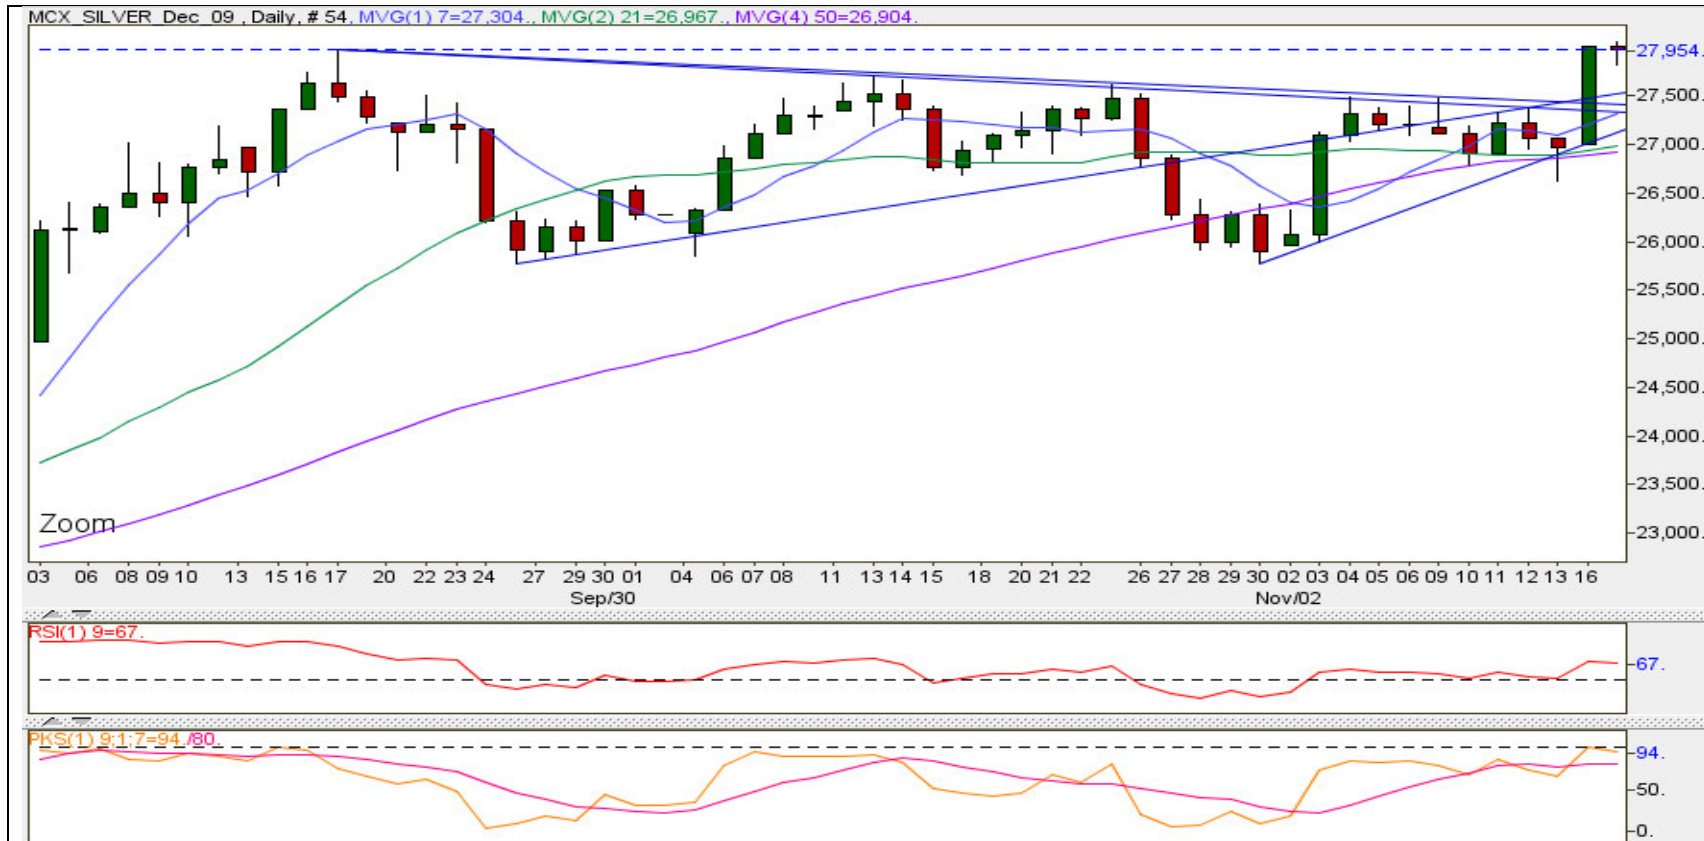 MCX_SILVER_Dec_09 , Daily, # 54, MVG(1) 7=27,304., MVG(2) 21=26,967., MVG(4) 50=26,904.
27,954.
27,500.
27,000.
26,500.
26,000.
25,500.
25,000.
24,500.
24,000.
23,500.
23,000.
Zoom
03 06 08 09 10 13 15 16 17 20 22 23 24 27 29 30 01 04 06 07 08 11 13 14 15 18 20 21 22 26 27 28 29 30 02 03 04 05 06 09 10 11 12 13 16
Sep/30 Nov/02
RSI(1) 9=67.
67.
PKS(1) 9;1;7=94./80.
94.
50.
0.